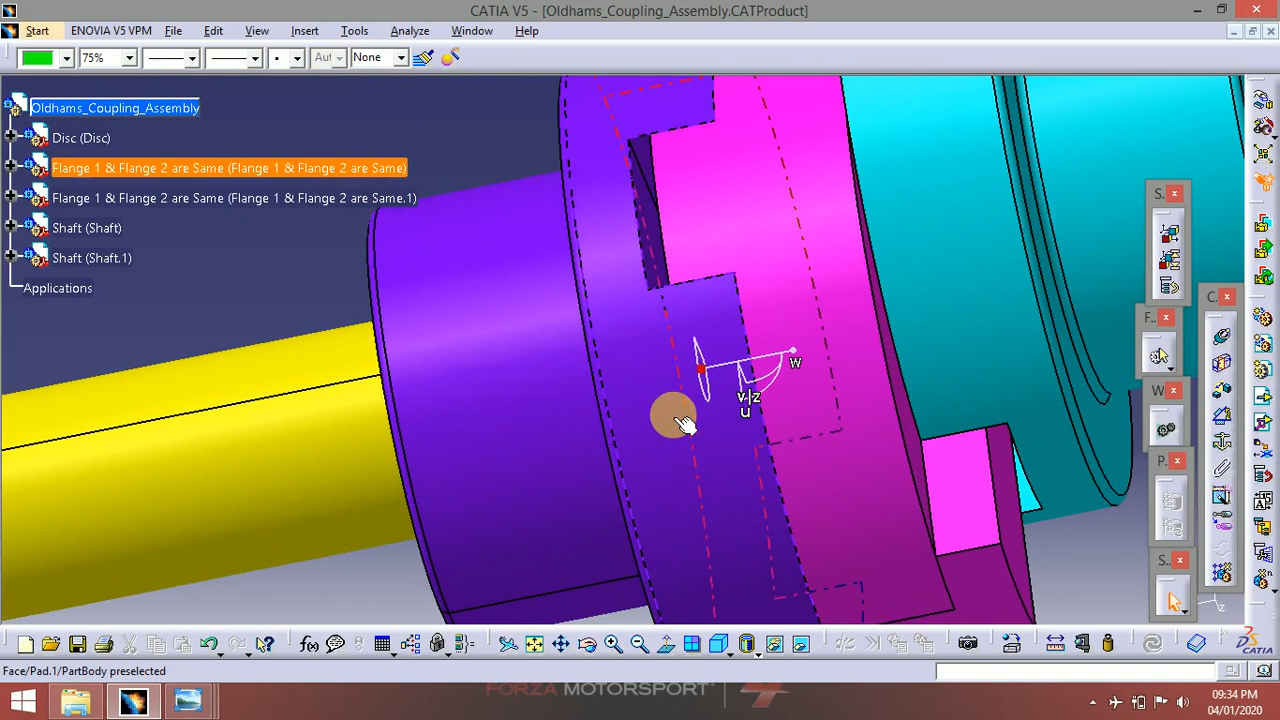 CATIA V5 - [Oldhams_Coupling_Assembly.CATProduct]
Start ENOVIA V5 VPM File Edit View Insert Tools Analyze Window Help
75% Aut None
Oldhams_Coupling_Assembly
Disc (Disc)
Flange 1 & Flange 2 are Same (Flange 1 & Flange 2 are Same)
Flange 1 & Flange 2 are Same (Flange 1 & Flange 2 are Same.1)
Shaft (Shaft)
Shaft (Shaft.1)
Applications
S.
C.
F..
W
P.
S..
w
v|z
u
z
f(x)
CATIA
Face/Pad.1/PartBody preselected
FORZA MOTORSPORT
09:34 PM
04/01/2020